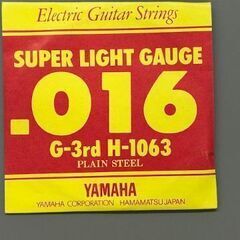 Electric Guitar Strings
SUPER LIGHT GAUGE
.016
G-3rd H-1063
PLAIN STEEL
YAMAHA
YAMAHA CORPORATION HAMAMATSU JAPAN